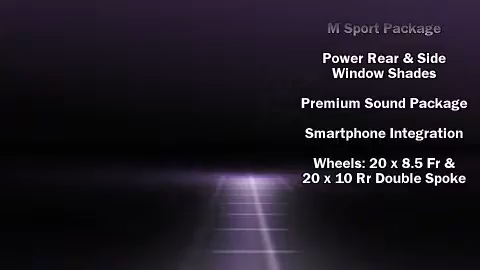 M Sport Package
Power Rear & Side
Window Shades
Premium Sound Package
Smartphone Integration
Wheels: 20 x 8.5 Fr &
20 x 10 Rr Double Spoke